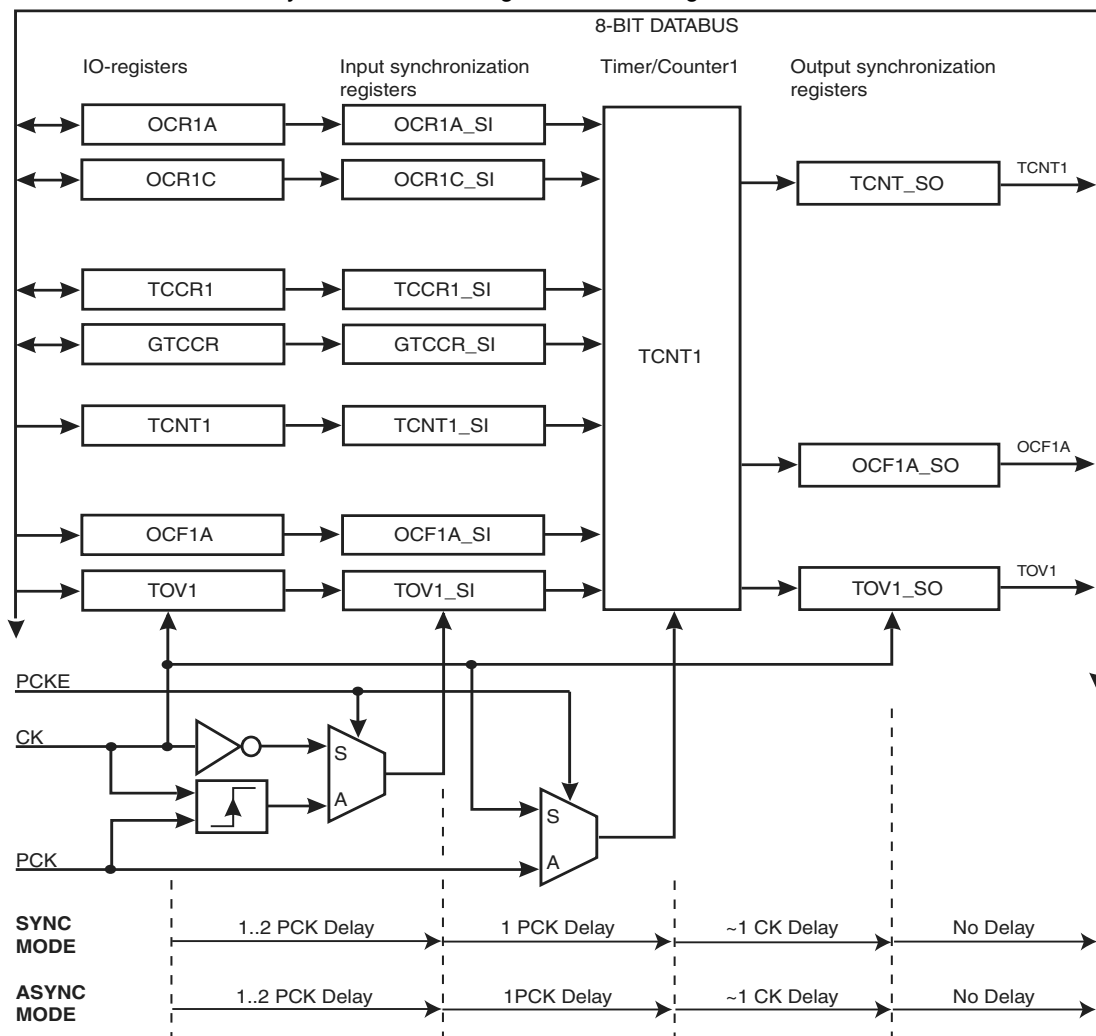 8-BIT DATABUS
IO-registers
Input synchronization
registers
Timer/Counter1
Output synchronization
registers
OCR1A
OCR1A_SI
OCR1C
OCR1C_SI
TCNT_SO
TCNT1
TCCR1
TCCR1_SI
GTCCR
GTCCR_SI
TCNT1
TCNT1
TCNT1_SI
OCF1A_SO
OCF1A
OCF1A
OCF1A_SI
TOV1
TOV1_SI
TOV1_SO
TOV1
PCKE
CK
S
A
S
A
PCK
SYNC
MODE
1..2 PCK Delay
1 PCK Delay
~1 CK Delay
No Delay
ASYNC
MODE
1..2 PCK Delay
1PCK Delay
~1 CK Delay
No Delay